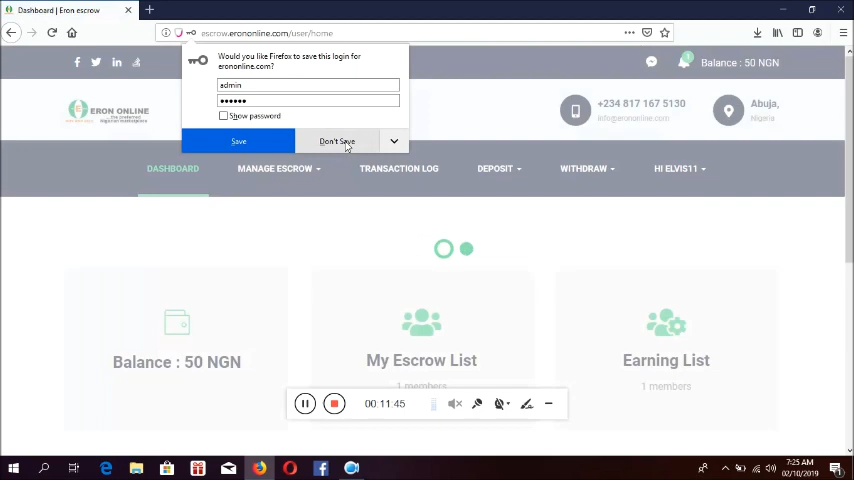 Dashboard | Eron escrow
escrow.erononline.com/user/home
Would you like Firefox to save this login for
erononline.com?
admin
••••••
Show password
Save
Don't Save
1
Balance : 50 NGN
ERON ONLINE
+234 817 167 5130
info@erononline.com
Abuja,
Nigeria
DASHBOARD
MANAGE ESCROW
TRANSACTION LOG
DEPOSIT
WITHDRAW
HI ELVIS11
Balance : 50 NGN
My Escrow List
1 members
Earning List
1 members
00:11:45
7:25 AM
02/10/2019